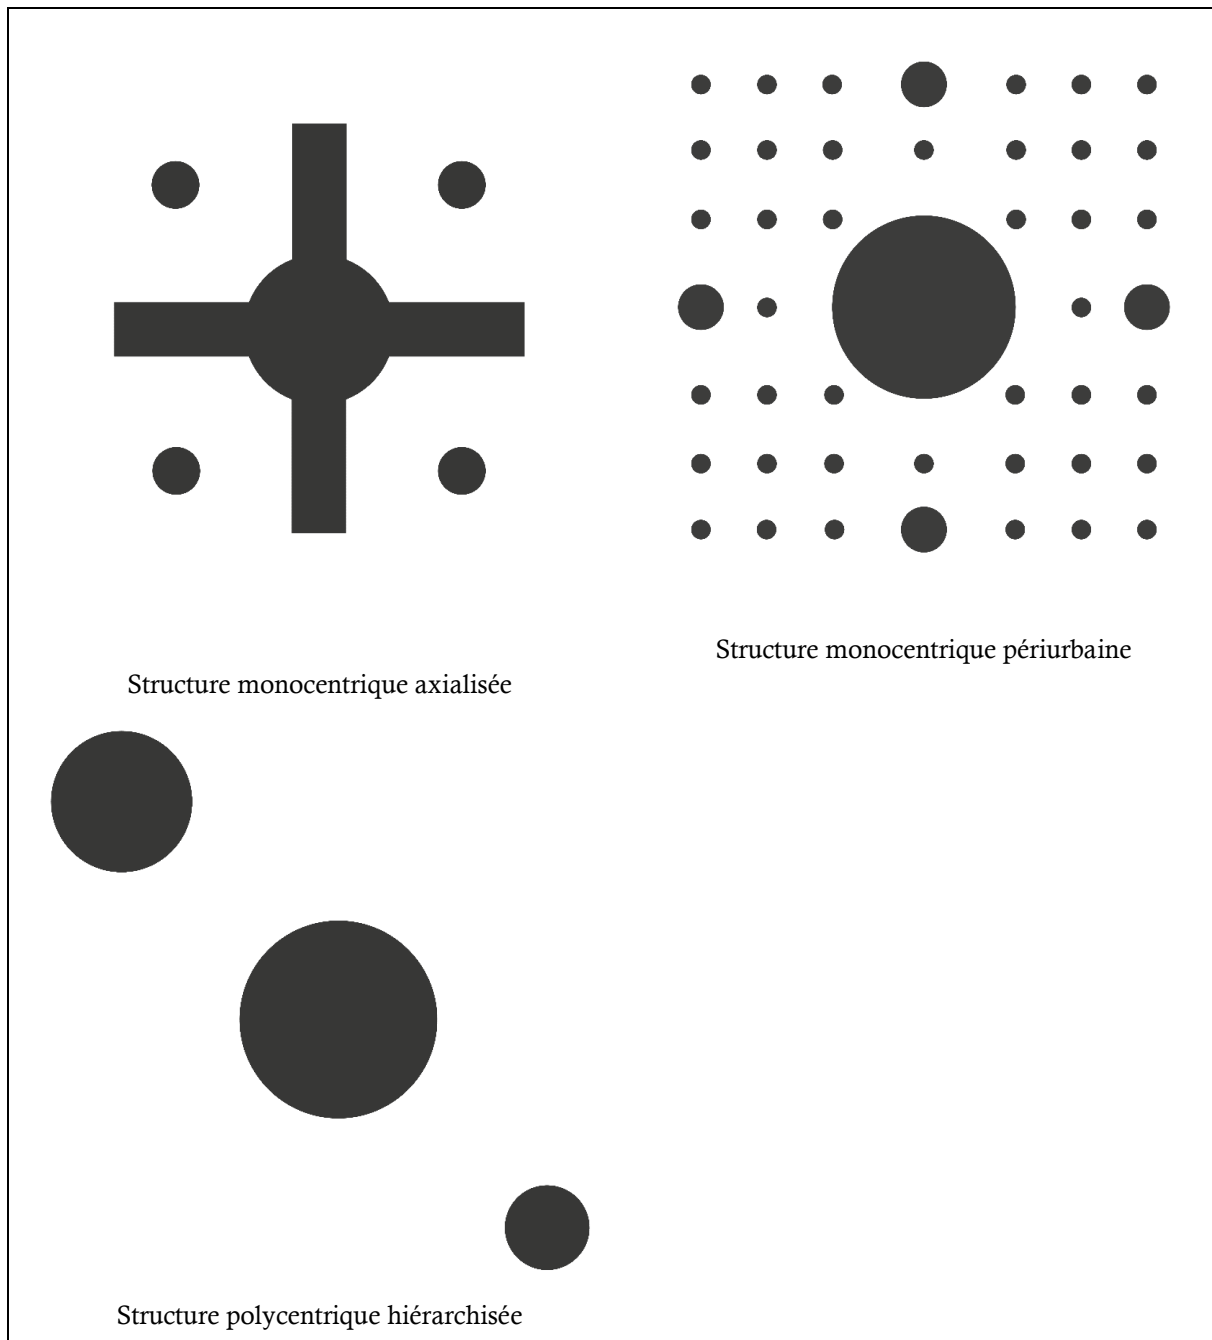 Structure monocentrique périurbaine
Structure monocentrique axialisée
Structure polycentrique hiérarchisée